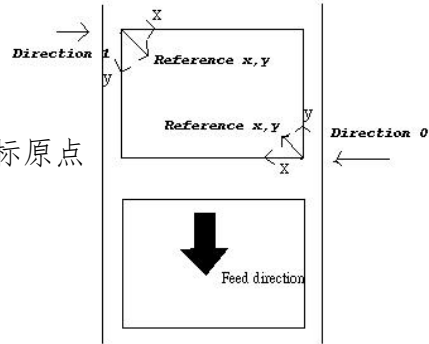 X
Direction 1
Reference x,y
y
Reference x,y
y
Direction 0
标原点
X
Feed direction